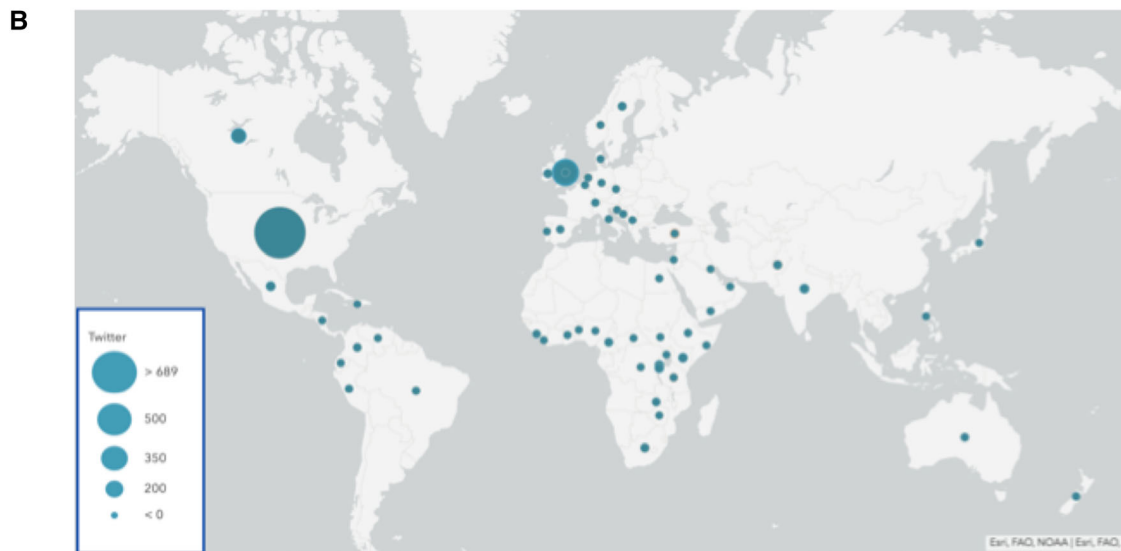 B
Twitter
> 689
500
350
200
< 0
Esri, FAO, NOAA | Esri, FAO,